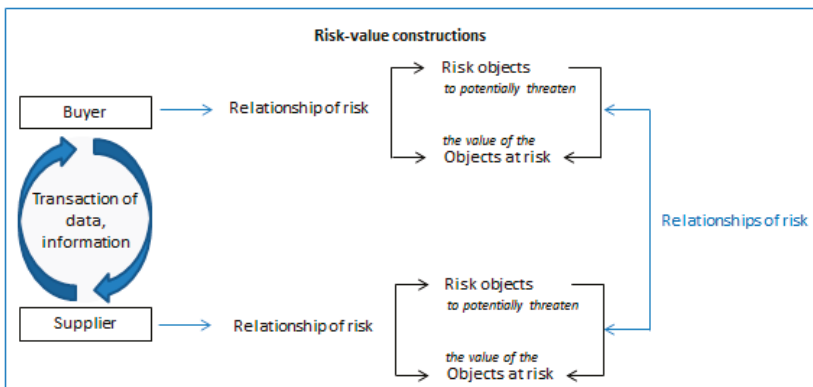 Risk-value constructions
Risk objects
to potentially threaten
Buyer
Relationship of risk
the value of the
Objects at risk
Transaction of
data,
information
Relationships of risk
Risk objects
to potentially threaten
Supplier
Relationship of risk
the value of the
Objects at risk